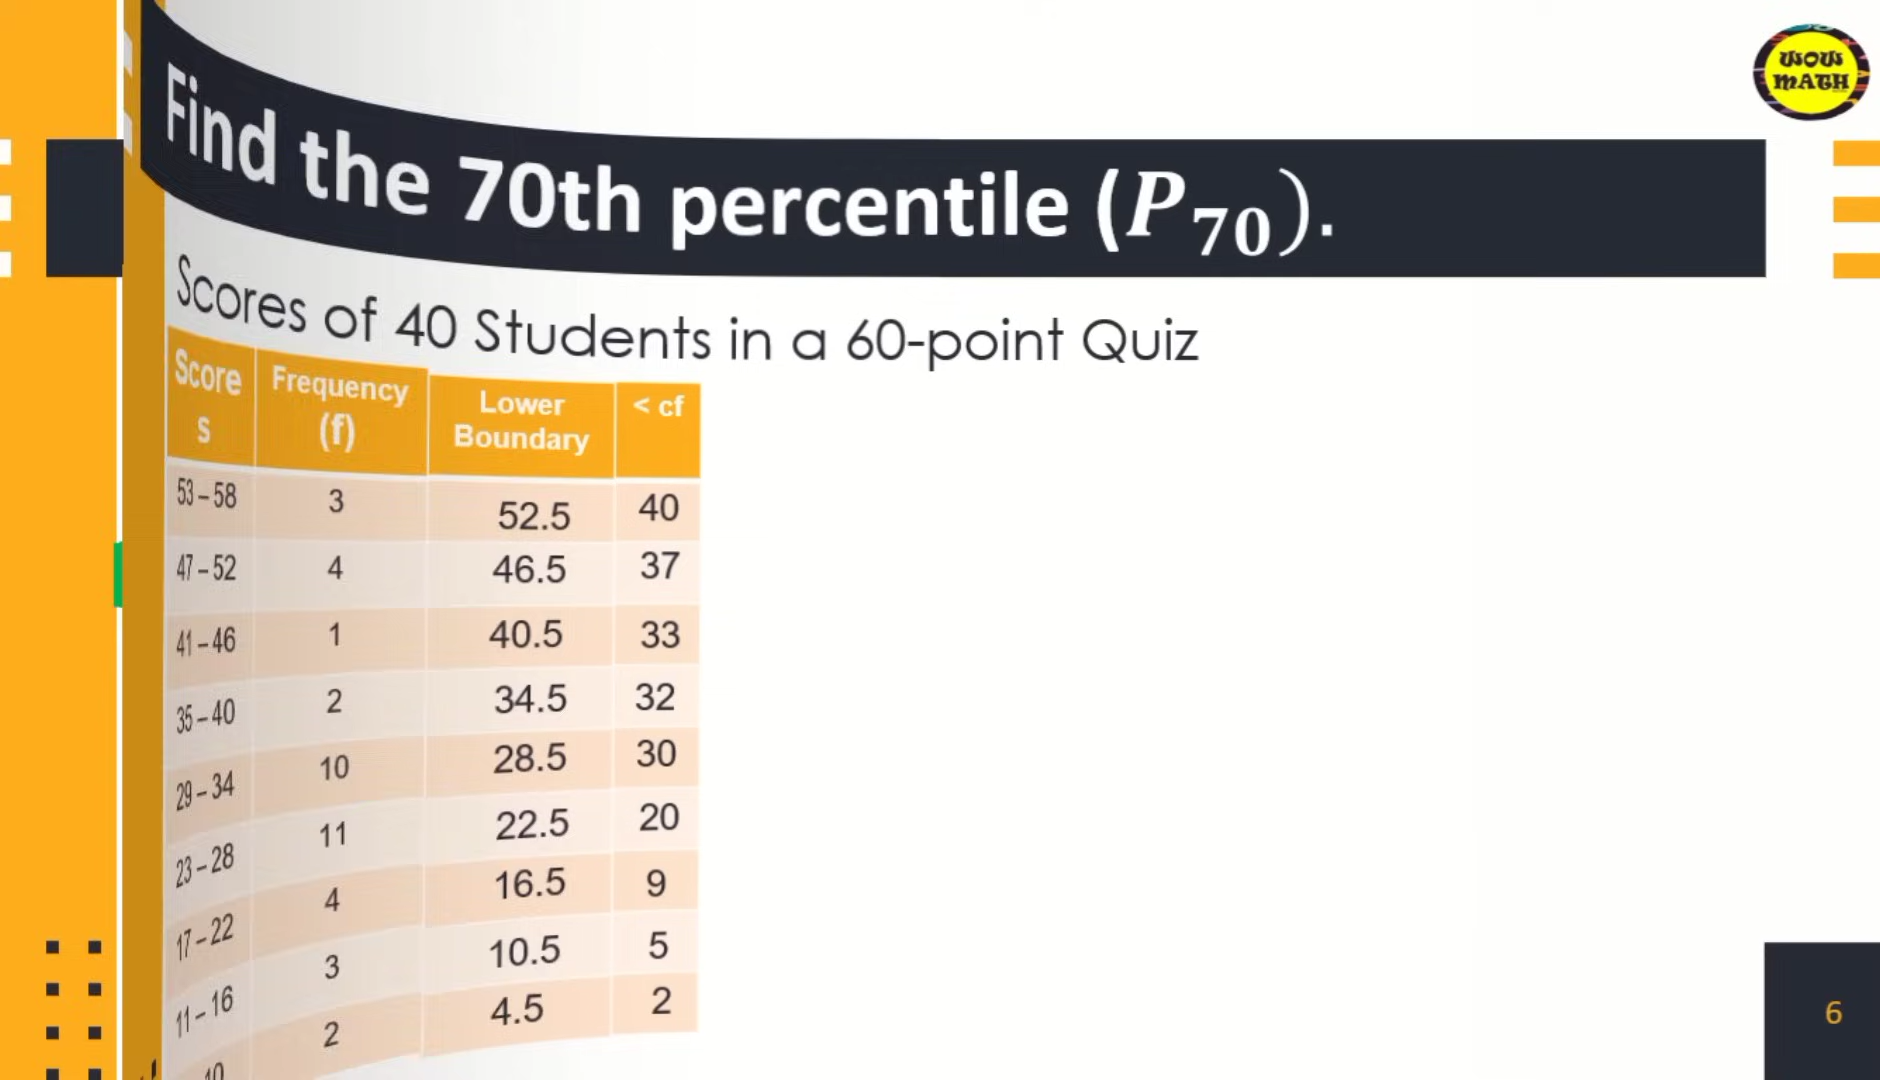 WOW
MATH
Find the 70th percentile (P70).
Scores of 40 Students in a 60-point Quiz
Score
s
Frequency
(f)
Lower
Boundary
< cf
53 – 58 3 52.5 40
47 – 52 4 46.5 37
41 – 46 1 40.5 33
35 – 40 2 34.5 32
29 – 34 10 28.5 30
23 – 28 11 22.5 20
17 – 22 4 16.5 9
11 – 16 3 10.5 5
10 2 4.5 2
6